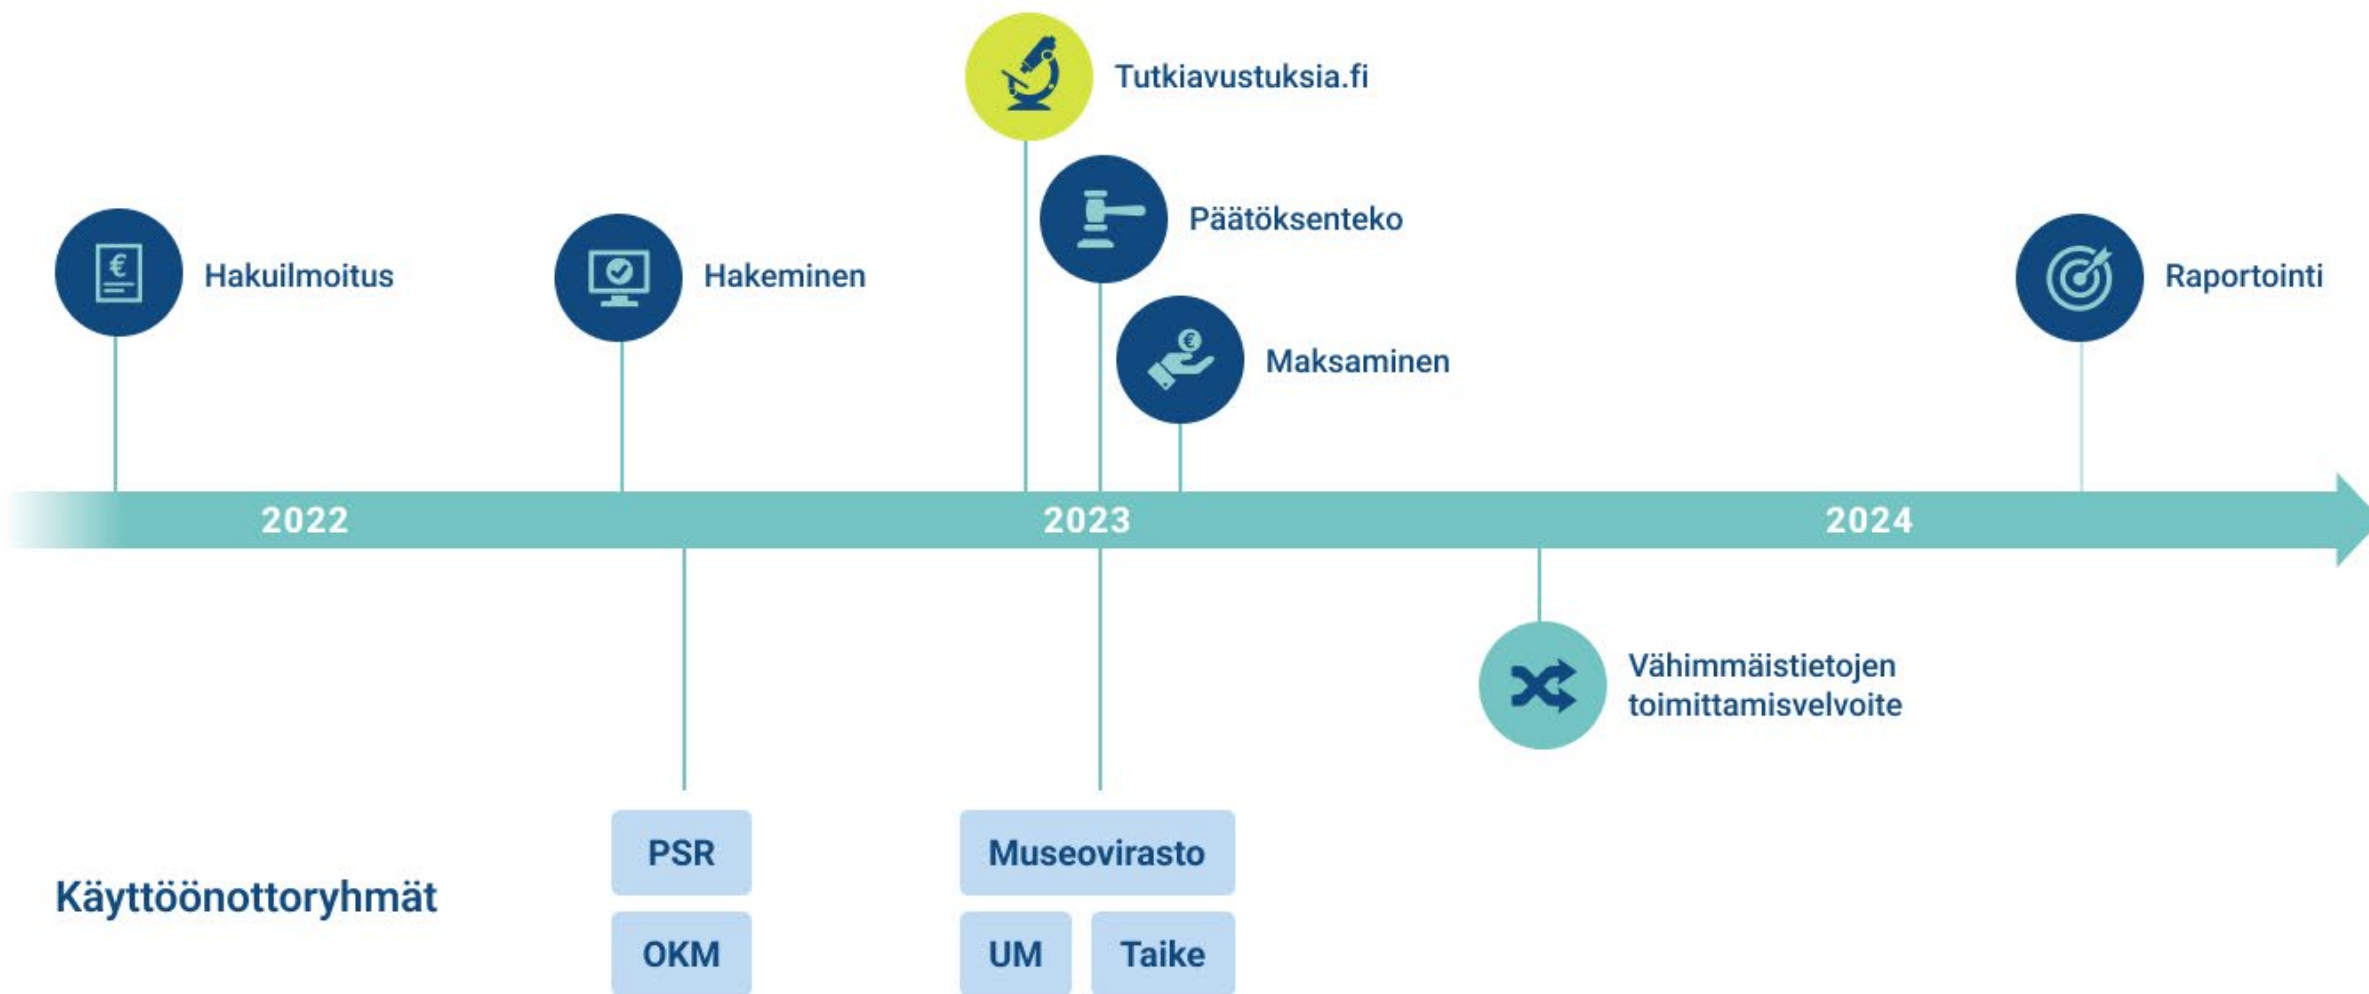 Tutkiavustuksia.fi
Päätöksenteko
Hakuilmoitus
Hakeminen
Raportointi
Maksaminen
2022
2023
2024
Vähimmäistietojen
toimittamisvelvoite
Käyttöönottoryhmät
PSR
OKM
Museovirasto
UM
Taike